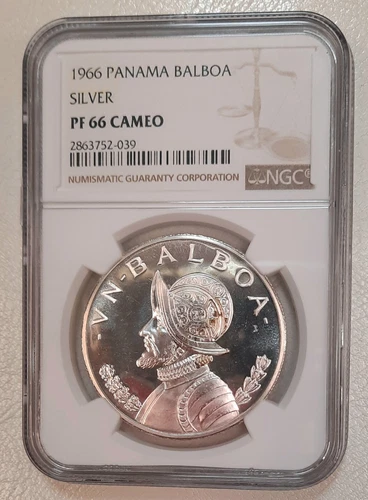 1966 PANAMA BALBOA
SILVER
PF 66 CAMEO
2863752-039
NUMISMATIC GUARANTY CORPORATION
NGC®
VN·BALBOA